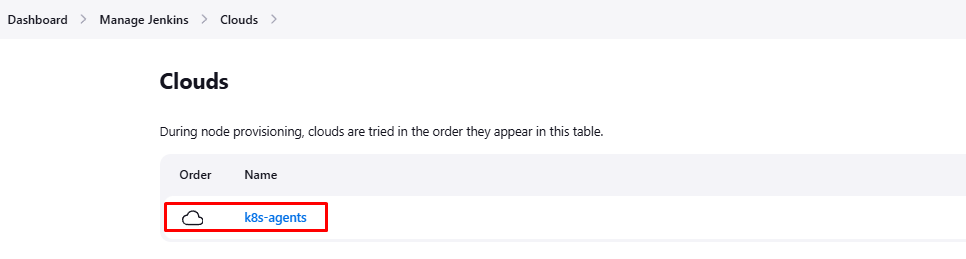 Dashboard > Manage Jenkins > Clouds >
Clouds
During node provisioning, clouds are tried in the order they appear in this table.
Order Name
k8s-agents